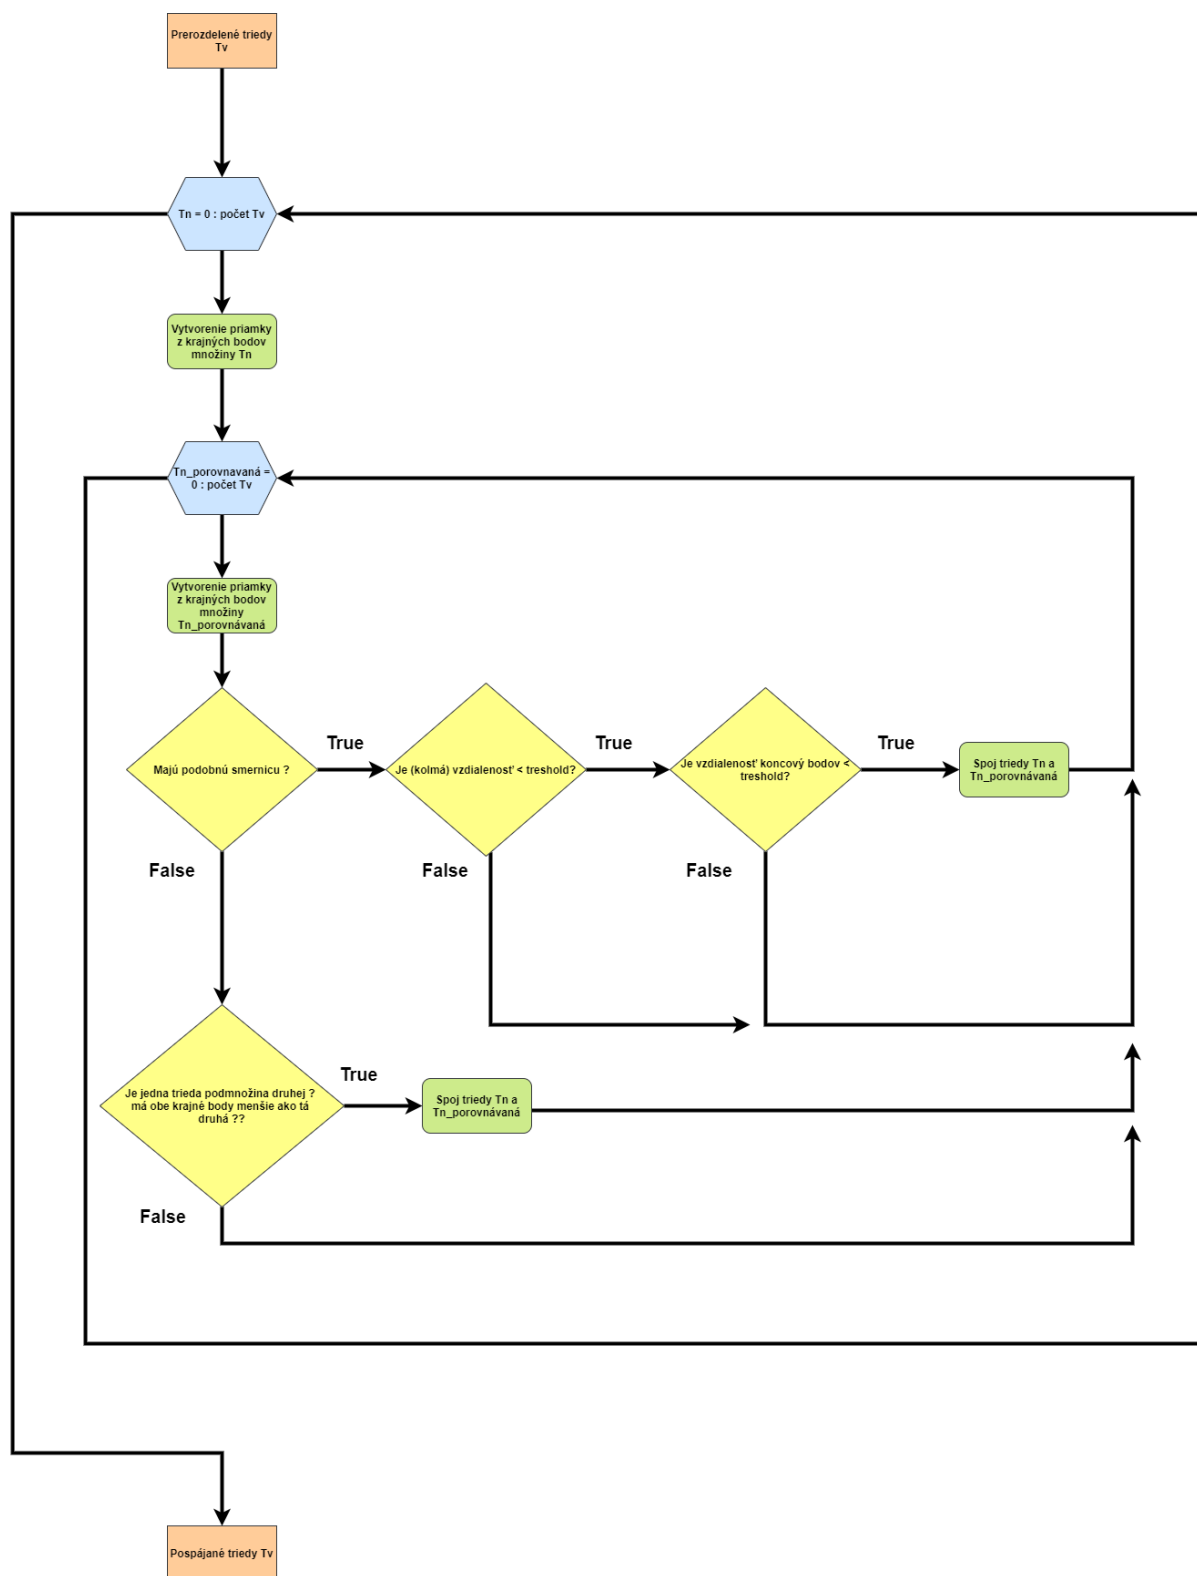 Prerozdelené triedy
Tv
Tn = 0 : počet Tv
Vytvorenie priamky
z krajných bodov
množiny Tn
Tn_porovnavaná =
0 : počet Tv
Vytvorenie priamky
z krajných bodov
množiny
Tn_porovnávaná
Majú podobnú smernicu ?
True
Je (kolmá) vzdialenosť < treshold?
True
Je vzdialenosť koncový bodov <
treshold?
True
Spoj triedy Tn a
Tn_porovnávaná
False
False
False
Je jedna trieda podmnožina druhej ?
má obe krajné body menšie ako tá
druhá ??
True
Spoj triedy Tn a
Tn_porovnávaná
False
Pospájané triedy Tv